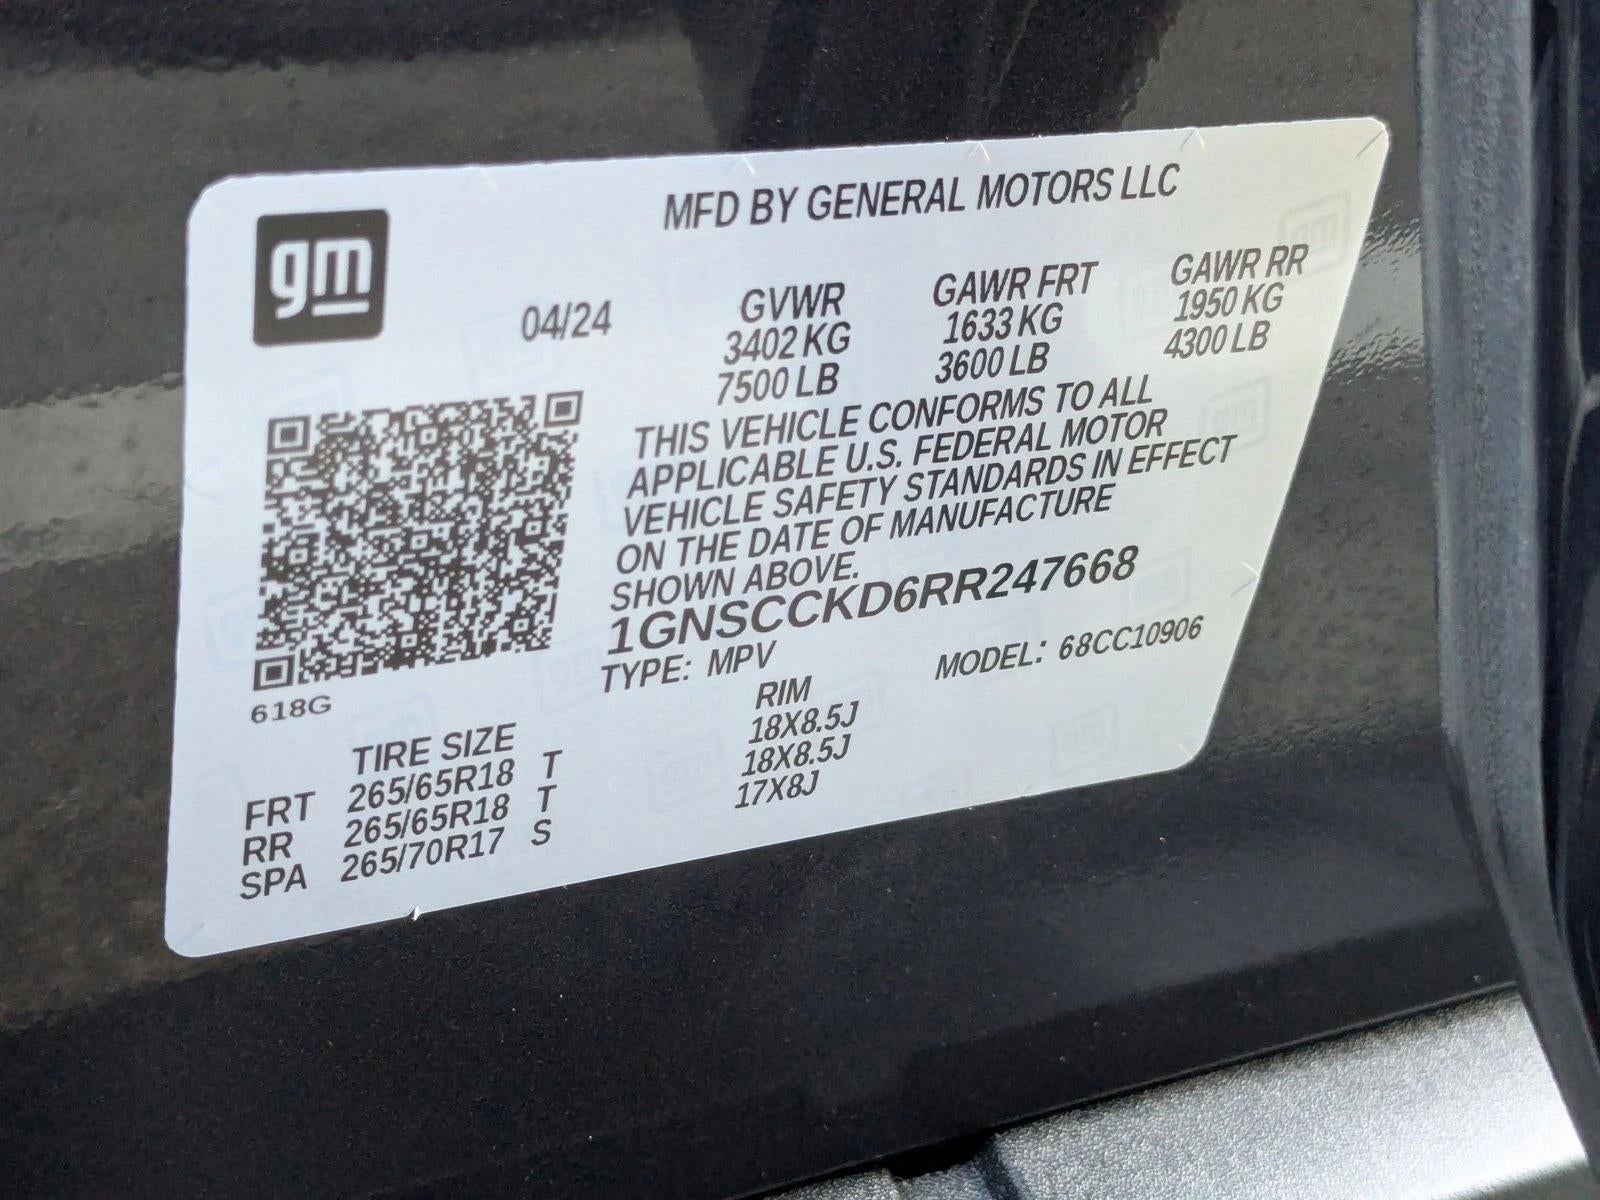 gm
MFD BY GENERAL MOTORS LLC
04/24
GVWR GAWR FRT GAWR RR
3402 KG 1633 KG 1950 KG
7500 LB 3600 LB 4300 LB
THIS VEHICLE CONFORMS TO ALL
APPLICABLE U.S. FEDERAL MOTOR
VEHICLE SAFETY STANDARDS IN EFFECT
ON THE DATE OF MANUFACTURE
SHOWN ABOVE.
1GNSCCKD6RR247668
TYPE: MPV MODEL: 68CC10906
618G
TIRE SIZE RIM
FRT 265/65R18 T 18X8.5J
RR 265/65R18 T 18X8.5J
SPA 265/70R17 S 17X8J